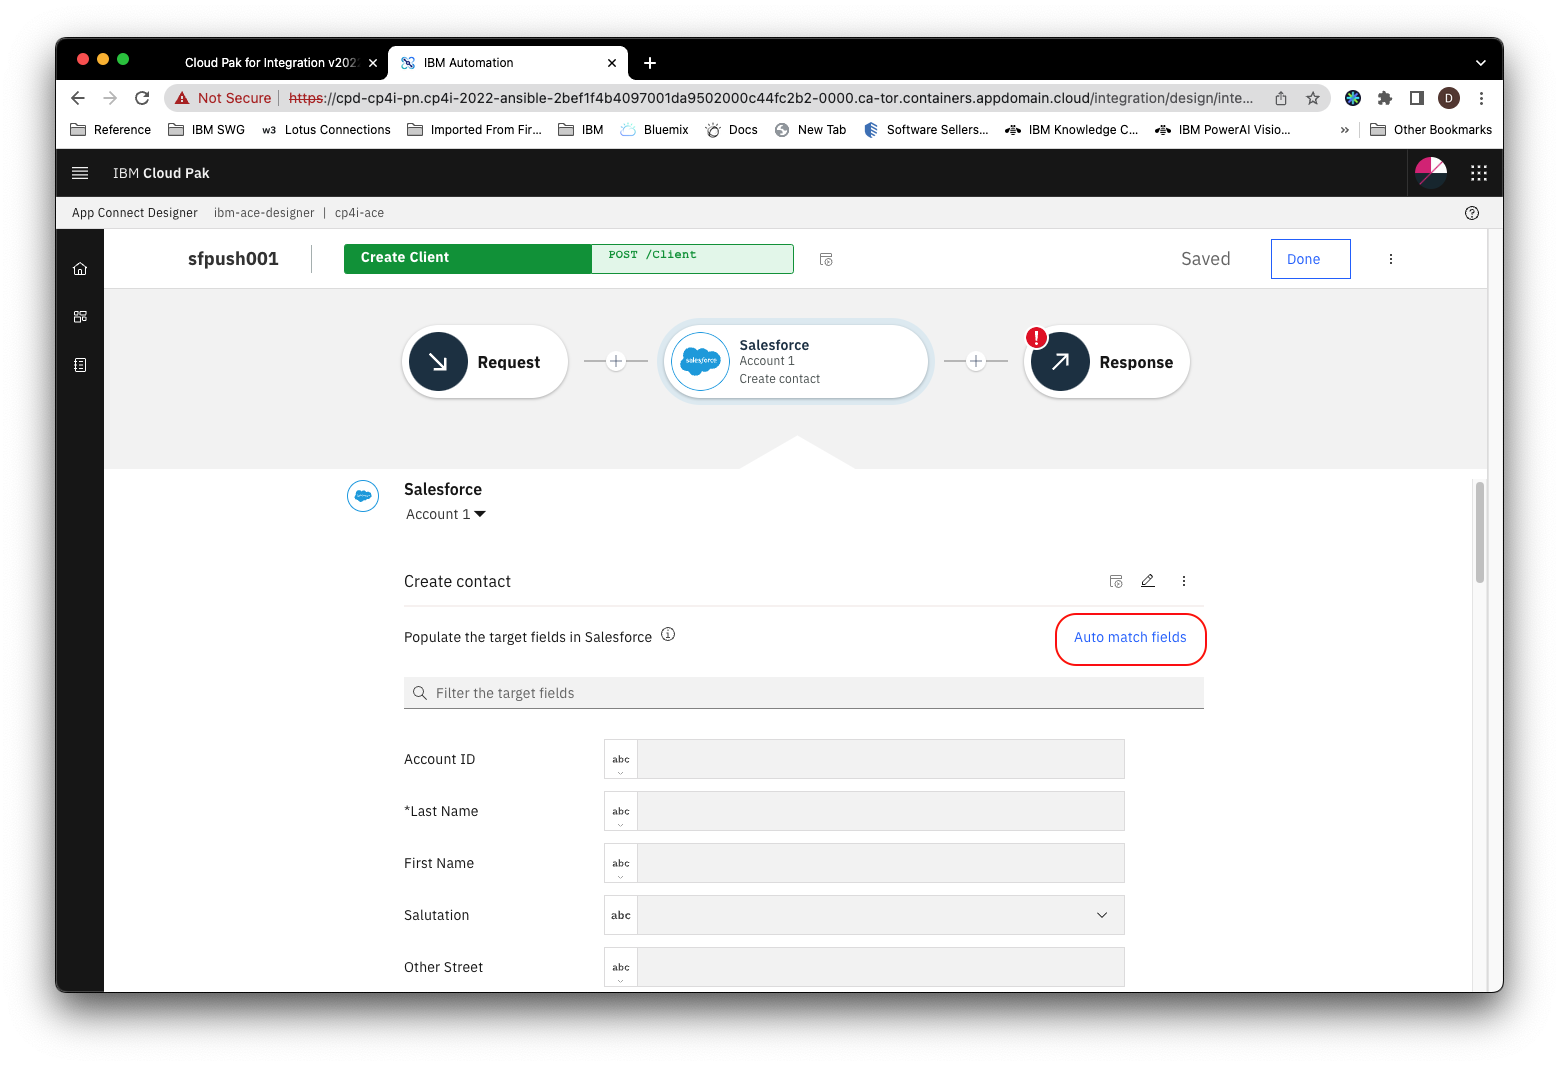 Cloud Pak for Integration v202
IBM Automation
Not Secure
https://cpd-cp4i-pn.cp4i-2022-ansible-2bef1f4b4097001da9502000c44fc2b2-0000.ca-tor.containers.appdomain.cloud/integration/design/inte...
D
Reference
IBM SWG
w3 Lotus Connections
Imported From Fir...
IBM
Bluemix
Docs
New Tab
Software Sellers...
IBM Knowledge C...
IBM PowerAI Visio...
»
Other Bookmarks
IBM Cloud Pak
App Connect Designer ibm-ace-designer | cp4i-ace
sfpush001
Create Client
POST /Client
Saved
Done
Request
salesforce
Salesforce
Account 1
Create contact
!
Response
Salesforce
Account 1
Create contact
Populate the target fields in Salesforce
Auto match fields
Filter the target fields
Account ID
abc
*Last Name
abc
First Name
abc
Salutation
abc
Other Street
abc